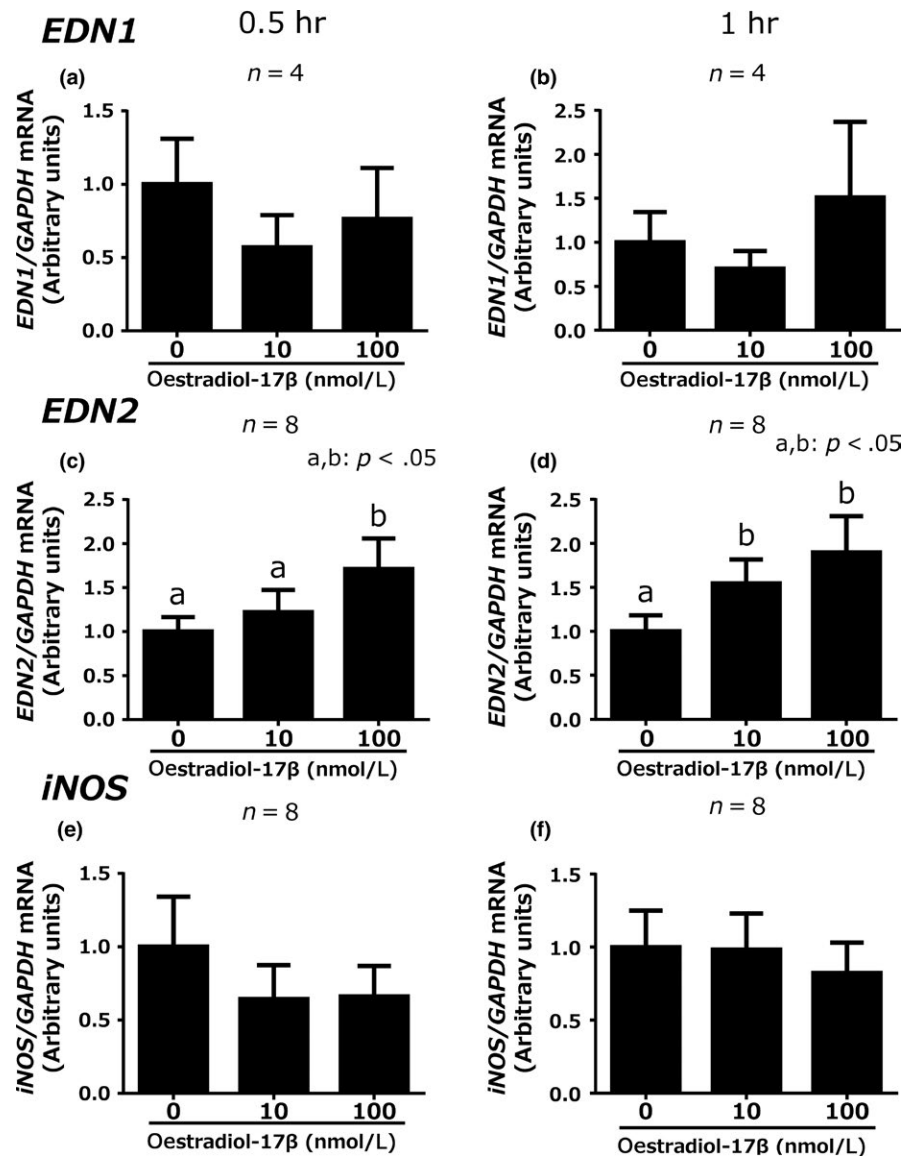 EDN1
0.5 hr
1 hr
(a)
n = 4
EDN1/GAPDH mRNA
(Arbitrary units)
1.5
1.0
0.5
0.0
0 10 100
Oestradiol-17β (nmol/L)
(b)
n = 4
EDN1/GAPDH mRNA
(Arbitrary units)
2.5
2.0
1.5
1.0
0.5
0.0
0 10 100
Oestradiol-17β (nmol/L)
EDN2
(c)
n = 8
a,b: p < .05
EDN2/GAPDH mRNA
(Arbitrary units)
2.5
2.0
1.5
1.0
0.5
0.0
a a b
0 10 100
Oestradiol-17β (nmol/L)
(d)
n = 8
a,b: p < .05
EDN2/GAPDH mRNA
(Arbitrary units)
2.5
2.0
1.5
1.0
0.5
0.0
a b b
0 10 100
Oestradiol-17β (nmol/L)
iNOS
(e)
n = 8
iNOS/GAPDH mRNA
(Arbitrary units)
1.5
1.0
0.5
0.0
0 10 100
Oestradiol-17β (nmol/L)
(f)
n = 8
iNOS/GAPDH mRNA
(Arbitrary units)
1.5
1.0
0.5
0.0
0 10 100
Oestradiol-17β (nmol/L)